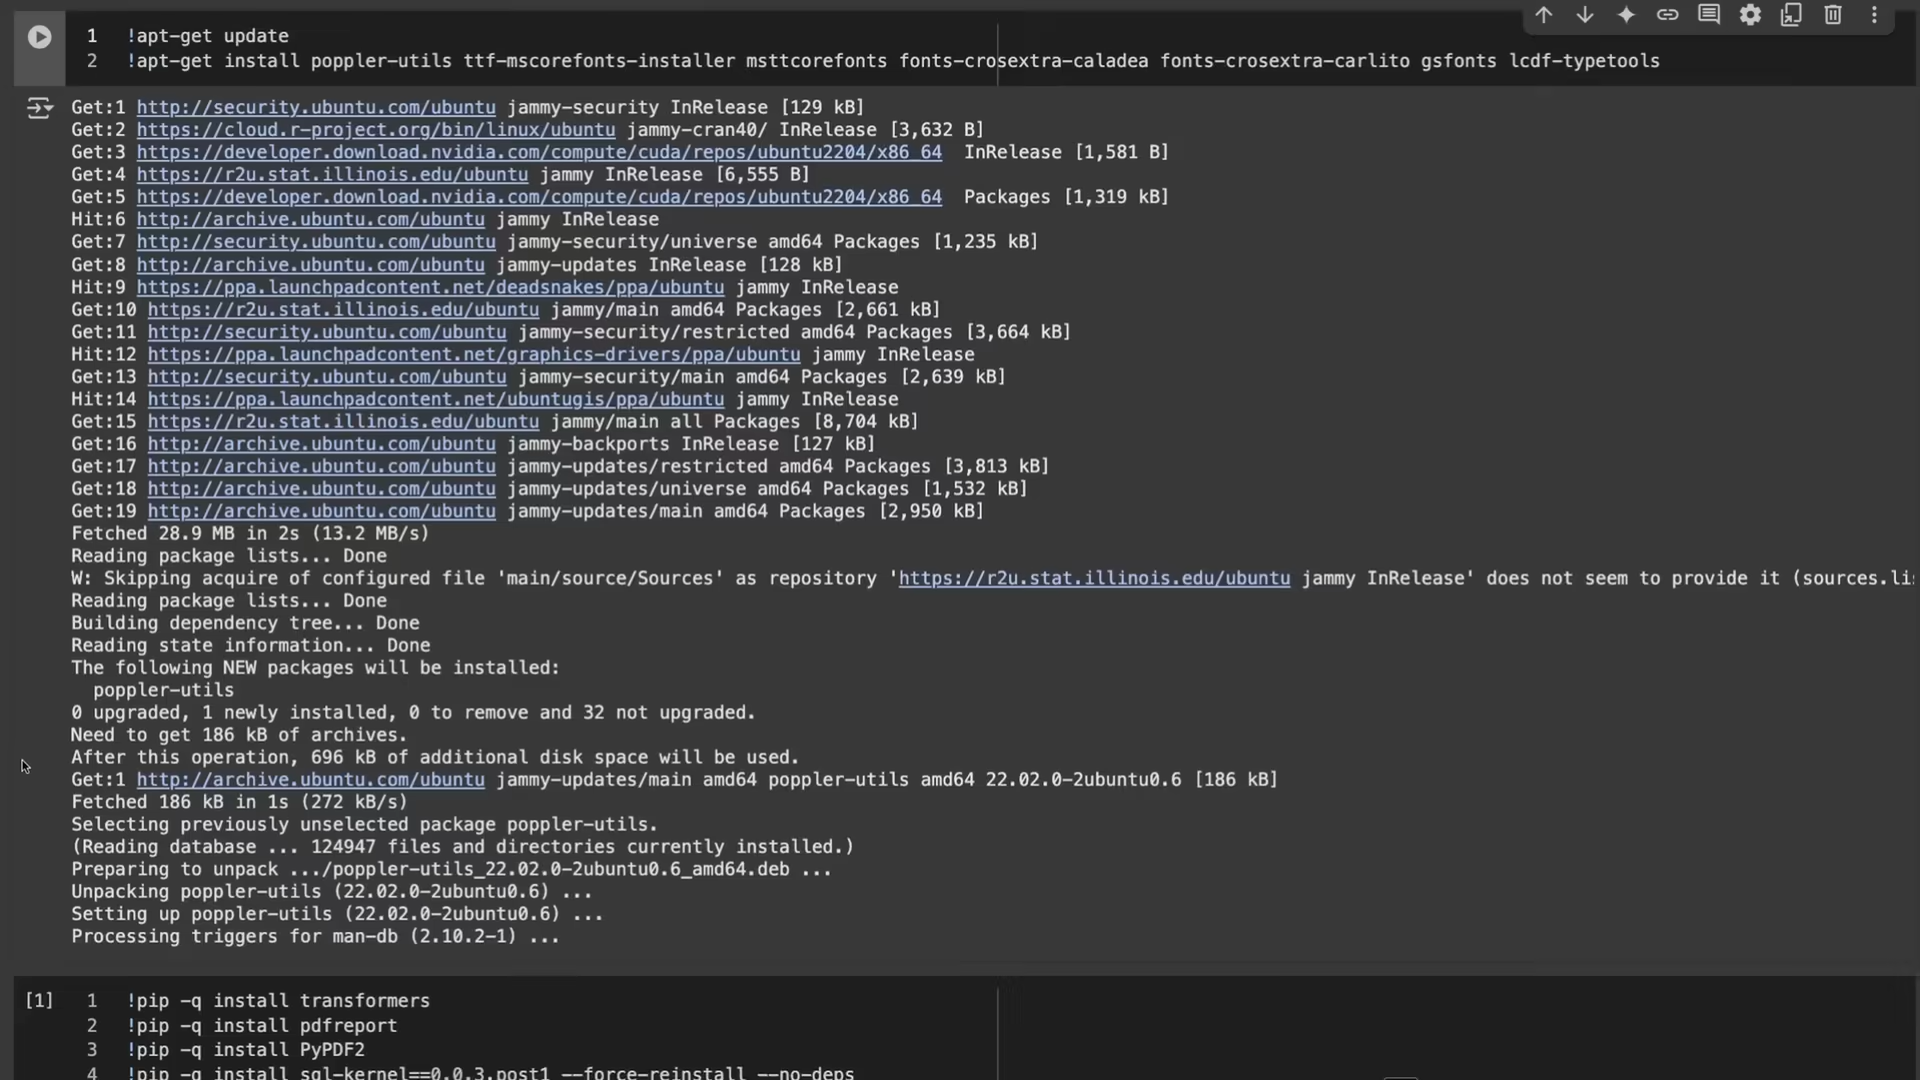 1 !apt-get update
2 !apt-get install poppler-utils ttf-mscorefonts-installer msttcorefonts fonts-crosextra-caladea fonts-crosextra-carlito gsfonts lcdf-typetools
Get:1 http://security.ubuntu.com/ubuntu jammy-security InRelease [129 kB]
Get:2 https://cloud.r-project.org/bin/linux/ubuntu jammy-cran40/ InRelease [3,632 B]
Get:3 https://developer.download.nvidia.com/compute/cuda/repos/ubuntu2204/x86_64  InRelease [1,581 B]
Get:4 https://r2u.stat.illinois.edu/ubuntu jammy InRelease [6,555 B]
Get:5 https://developer.download.nvidia.com/compute/cuda/repos/ubuntu2204/x86_64  Packages [1,319 kB]
Hit:6 http://archive.ubuntu.com/ubuntu jammy InRelease
Get:7 http://security.ubuntu.com/ubuntu jammy-security/universe amd64 Packages [1,235 kB]
Get:8 http://archive.ubuntu.com/ubuntu jammy-updates InRelease [128 kB]
Hit:9 https://ppa.launchpadcontent.net/deadsnakes/ppa/ubuntu jammy InRelease
Get:10 https://r2u.stat.illinois.edu/ubuntu jammy/main amd64 Packages [2,661 kB]
Get:11 http://security.ubuntu.com/ubuntu jammy-security/restricted amd64 Packages [3,664 kB]
Hit:12 https://ppa.launchpadcontent.net/graphics-drivers/ppa/ubuntu jammy InRelease
Get:13 http://security.ubuntu.com/ubuntu jammy-security/main amd64 Packages [2,639 kB]
Hit:14 https://ppa.launchpadcontent.net/ubuntugis/ppa/ubuntu jammy InRelease
Get:15 https://r2u.stat.illinois.edu/ubuntu jammy/main all Packages [8,704 kB]
Get:16 http://archive.ubuntu.com/ubuntu jammy-backports InRelease [127 kB]
Get:17 http://archive.ubuntu.com/ubuntu jammy-updates/restricted amd64 Packages [3,813 kB]
Get:18 http://archive.ubuntu.com/ubuntu jammy-updates/universe amd64 Packages [1,532 kB]
Get:19 http://archive.ubuntu.com/ubuntu jammy-updates/main amd64 Packages [2,950 kB]
Fetched 28.9 MB in 2s (13.2 MB/s)
Reading package lists... Done
W: Skipping acquire of configured file 'main/source/Sources' as repository 'https://r2u.stat.illinois.edu/ubuntu jammy InRelease' does not seem to provide it (sources.li
Reading package lists... Done
Building dependency tree... Done
Reading state information... Done
The following NEW packages will be installed:
poppler-utils
0 upgraded, 1 newly installed, 0 to remove and 32 not upgraded.
Need to get 186 kB of archives.
After this operation, 696 kB of additional disk space will be used.
Get:1 http://archive.ubuntu.com/ubuntu jammy-updates/main amd64 poppler-utils amd64 22.02.0-2ubuntu0.6 [186 kB]
Fetched 186 kB in 1s (272 kB/s)
Selecting previously unselected package poppler-utils.
(Reading database ... 124947 files and directories currently installed.)
Preparing to unpack .../poppler-utils_22.02.0-2ubuntu0.6_amd64.deb ...
Unpacking poppler-utils (22.02.0-2ubuntu0.6) ...
Setting up poppler-utils (22.02.0-2ubuntu0.6) ...
Processing triggers for man-db (2.10.2-1) ...
[1] 1 !pip -q install transformers
2 !pip -q install pdfreport
3 !pip -q install PyPDF2
4 !pip -q install sgl-kernel==0.0.3.post1 --force-reinstall --no-deps